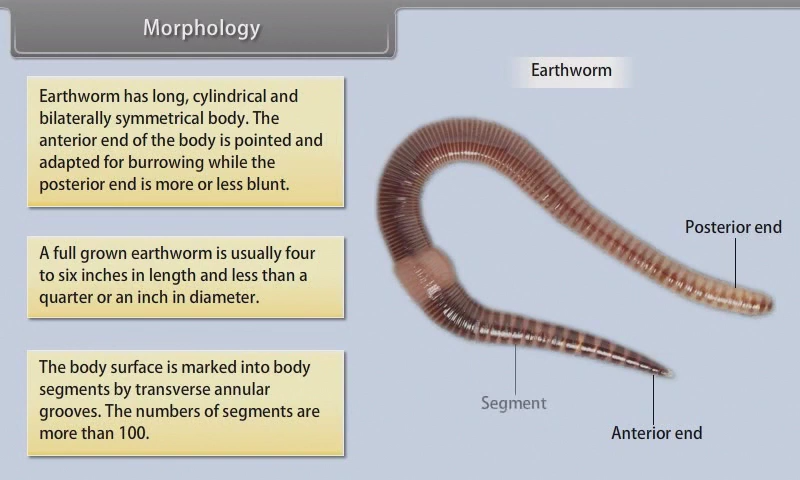 Morphology
Earthworm
Earthworm has long, cylindrical and
bilaterally symmetrical body. The
anterior end of the body is pointed and
adapted for burrowing while the
posterior end is more or less blunt.
A full grown earthworm is usually four
to six inches in length and less than a
quarter or an inch in diameter.
The body surface is marked into body
segments by transverse annular
grooves. The numbers of segments are
more than 100.
Posterior end
Segment
Anterior end